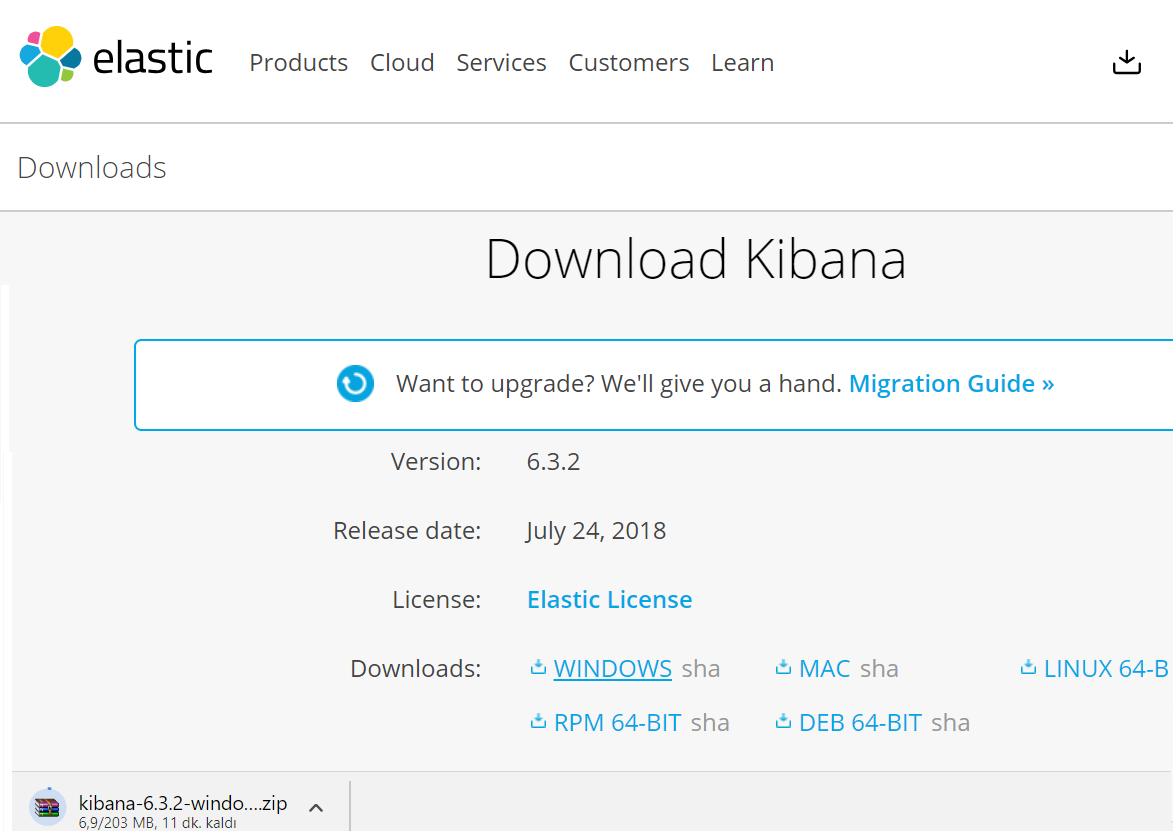 elastic Products Cloud Services Customers Learn
Downloads
Download Kibana
Want to upgrade? We'll give you a hand. Migration Guide »
Version: 6.3.2
Release date: July 24, 2018
License: Elastic License
Downloads: WINDOWS sha MAC sha LINUX 64-B
RPM 64-BIT sha DEB 64-BIT sha
kibana-6.3.2-windo....zip
6,9/203 MB, 11 dk. kaldı